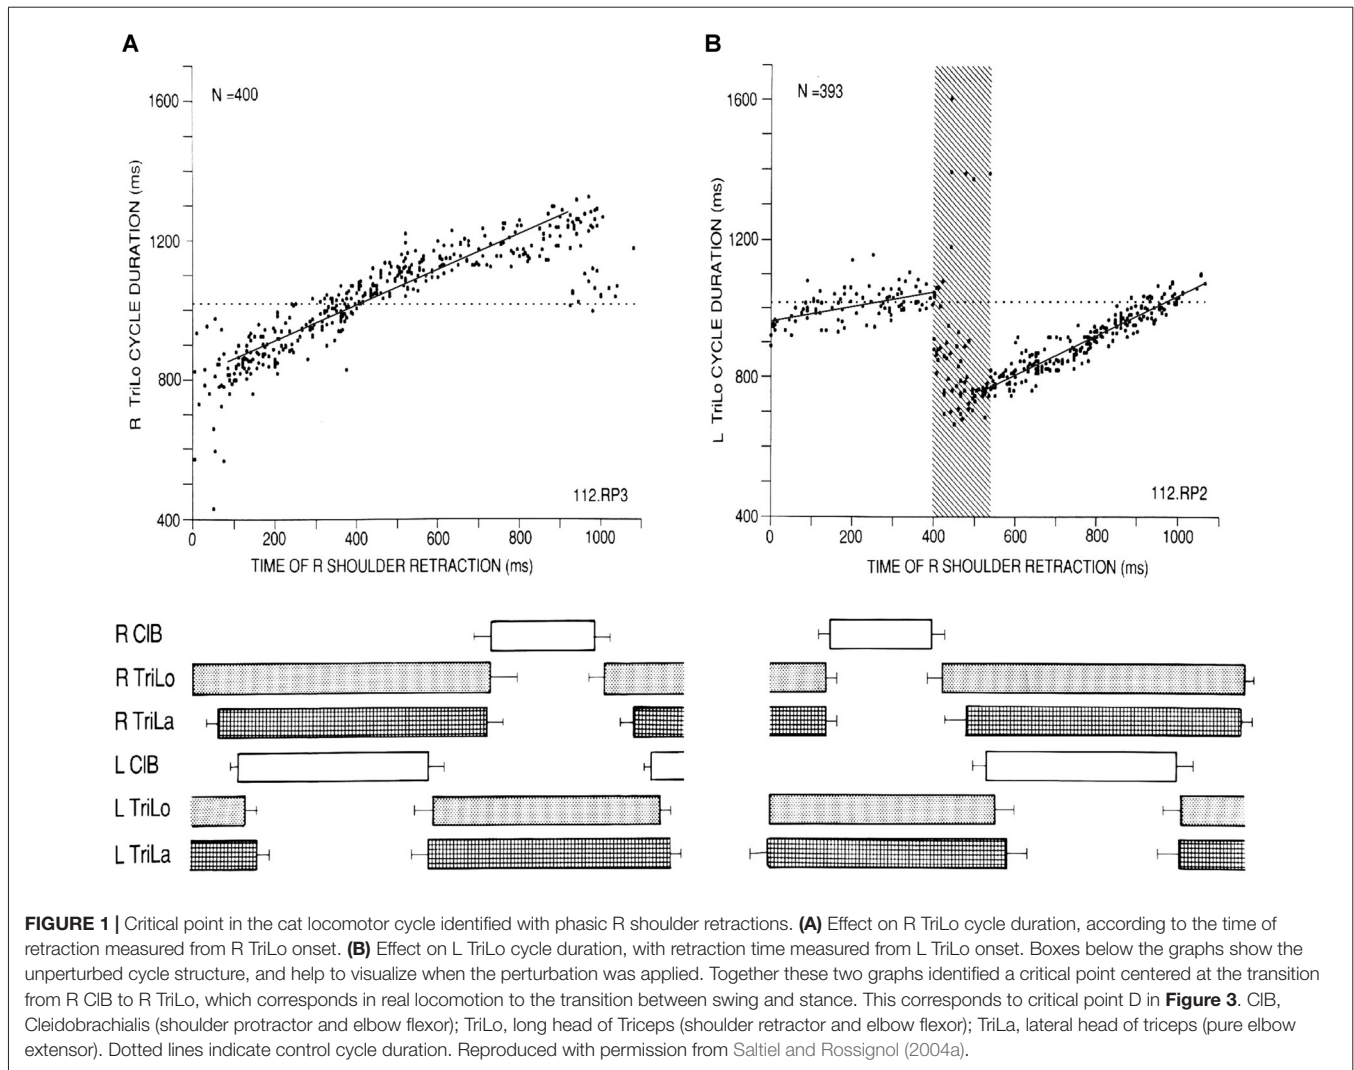 A
B
1600
1200
800
400
N =400
R TriLo CYCLE DURATION (ms)
112.RP3
0 200 400 600 800 1000
TIME OF R SHOULDER RETRACTION (ms)
1600
1200
800
400
N =393
L TriLo CYCLE DURATION (ms)
112.RP2
0 200 400 600 800 1000
TIME OF R SHOULDER RETRACTION (ms)
R ClB
R TriLo
R TriLa
L ClB
L TriLo
L TriLa
FIGURE 1 | Critical point in the cat locomotor cycle identified with phasic R shoulder retractions. (A) Effect on R TriLo cycle duration, according to the time of
retraction measured from R TriLo onset. (B) Effect on L TriLo cycle duration, with retraction time measured from L TriLo onset. Boxes below the graphs show the
unperturbed cycle structure, and help to visualize when the perturbation was applied. Together these two graphs identified a critical point centered at the transition
from R ClB to R TriLo, which corresponds in real locomotion to the transition between swing and stance. This corresponds to critical point D in Figure 3. ClB,
Cleidobrachialis (shoulder protractor and elbow flexor); TriLo, long head of Triceps (shoulder retractor and elbow flexor); TriLa, lateral head of triceps (pure elbow
extensor). Dotted lines indicate control cycle duration. Reproduced with permission from Saltiel and Rossignol (2004a).